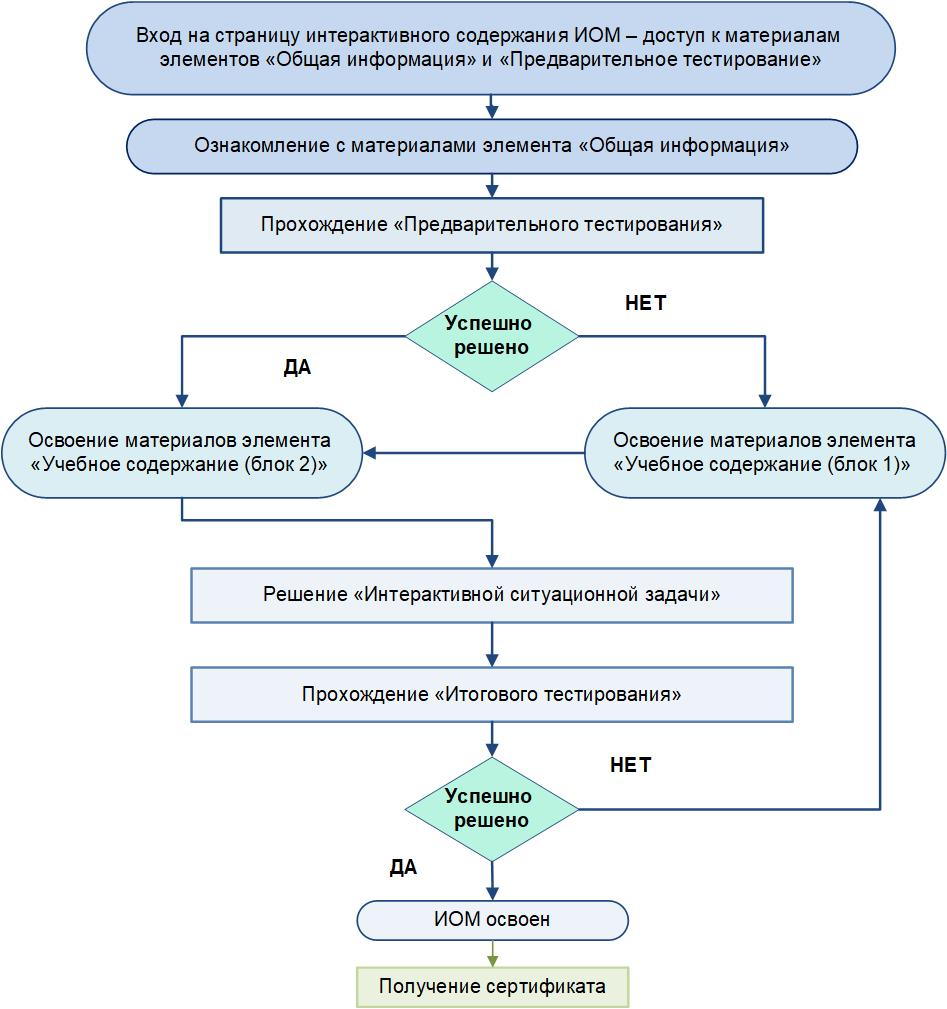 Вход на страницу интерактивного содержания ИОМ – доступ к материалам
элементов «Общая информация» и «Предварительное тестирование»
Ознакомление с материалами элемента «Общая информация»
Прохождение «Предварительного тестирования»
Успешно
решено
НЕТ
ДА
Освоение материалов элемента
«Учебное содержание (блок 2)»
Освоение материалов элемента
«Учебное содержание (блок 1)»
Решение «Интерактивной ситуационной задачи»
Прохождение «Итогового тестирования»
Успешно
решено
НЕТ
ДА
ИОМ освоен
Получение сертификата